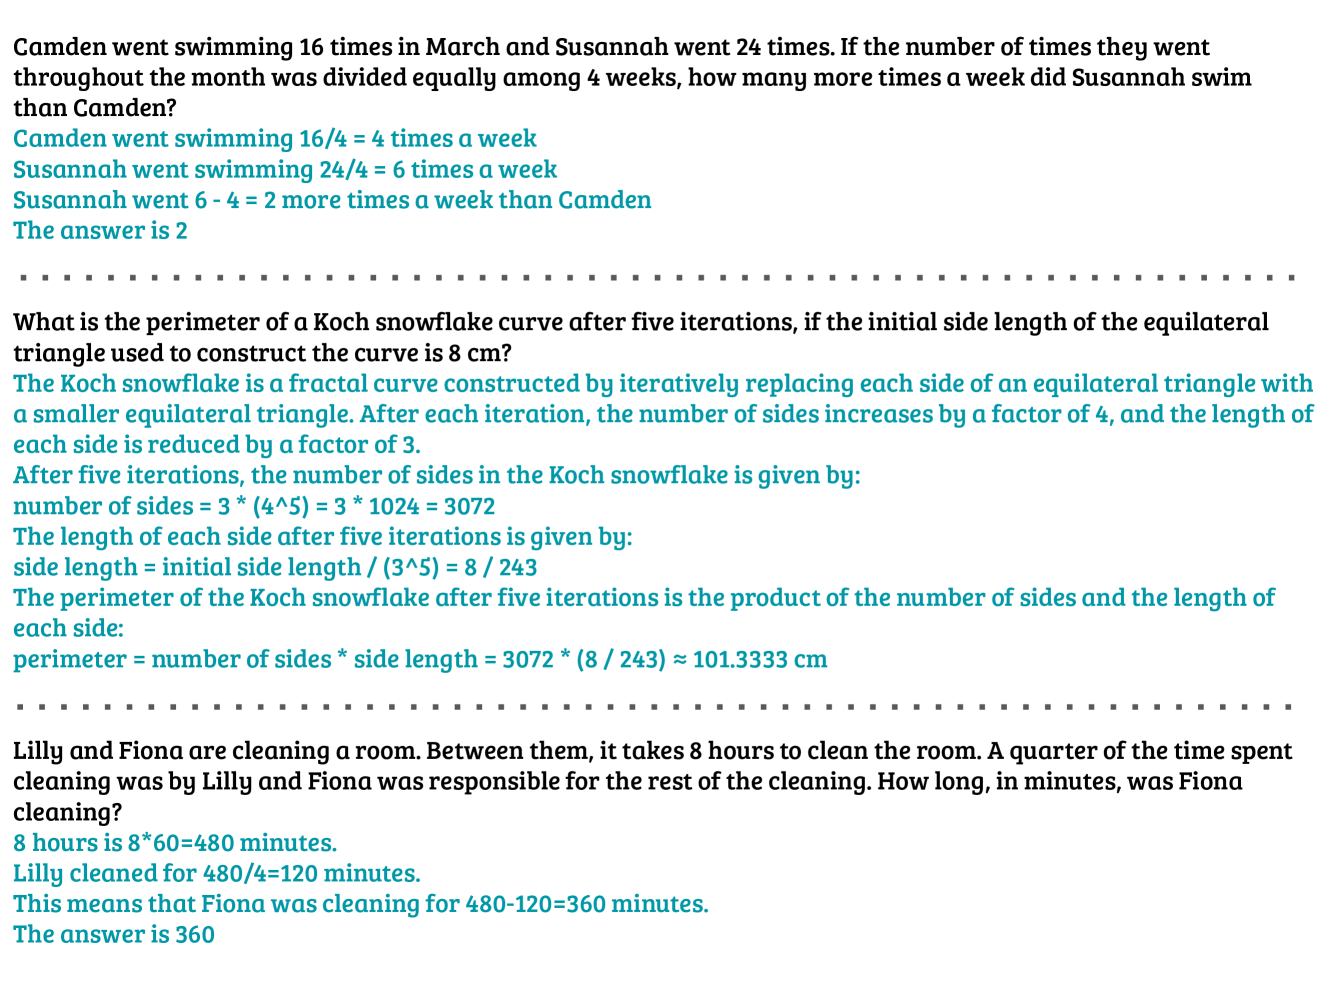 Camden went swimming 16 times in March and Susannah went 24 times. If the number of times they went
throughout the month was divided equally among 4 weeks, how many more times a week did Susannah swim
than Camden?
Camden went swimming 16/4 = 4 times a week
Susannah went swimming 24/4 = 6 times a week
Susannah went 6 - 4 = 2 more times a week than Camden
The answer is 2
What is the perimeter of a Koch snowflake curve after five iterations, if the initial side length of the equilateral
triangle used to construct the curve is 8 cm?
The Koch snowflake is a fractal curve constructed by iteratively replacing each side of an equilateral triangle with
a smaller equilateral triangle. After each iteration, the number of sides increases by a factor of 4, and the length of
each side is reduced by a factor of 3.
After five iterations, the number of sides in the Koch snowflake is given by:
number of sides = 3 * (4^5) = 3 * 1024 = 3072
The length of each side after five iterations is given by:
side length = initial side length / (3^5) = 8 / 243
The perimeter of the Koch snowflake after five iterations is the product of the number of sides and the length of
each side:
perimeter = number of sides * side length = 3072 * (8 / 243) ≈ 101.3333 cm
Lilly and Fiona are cleaning a room. Between them, it takes 8 hours to clean the room. A quarter of the time spent
cleaning was by Lilly and Fiona was responsible for the rest of the cleaning. How long, in minutes, was Fiona
cleaning?
8 hours is 8*60=480 minutes.
Lilly cleaned for 480/4=120 minutes.
This means that Fiona was cleaning for 480-120=360 minutes.
The answer is 360